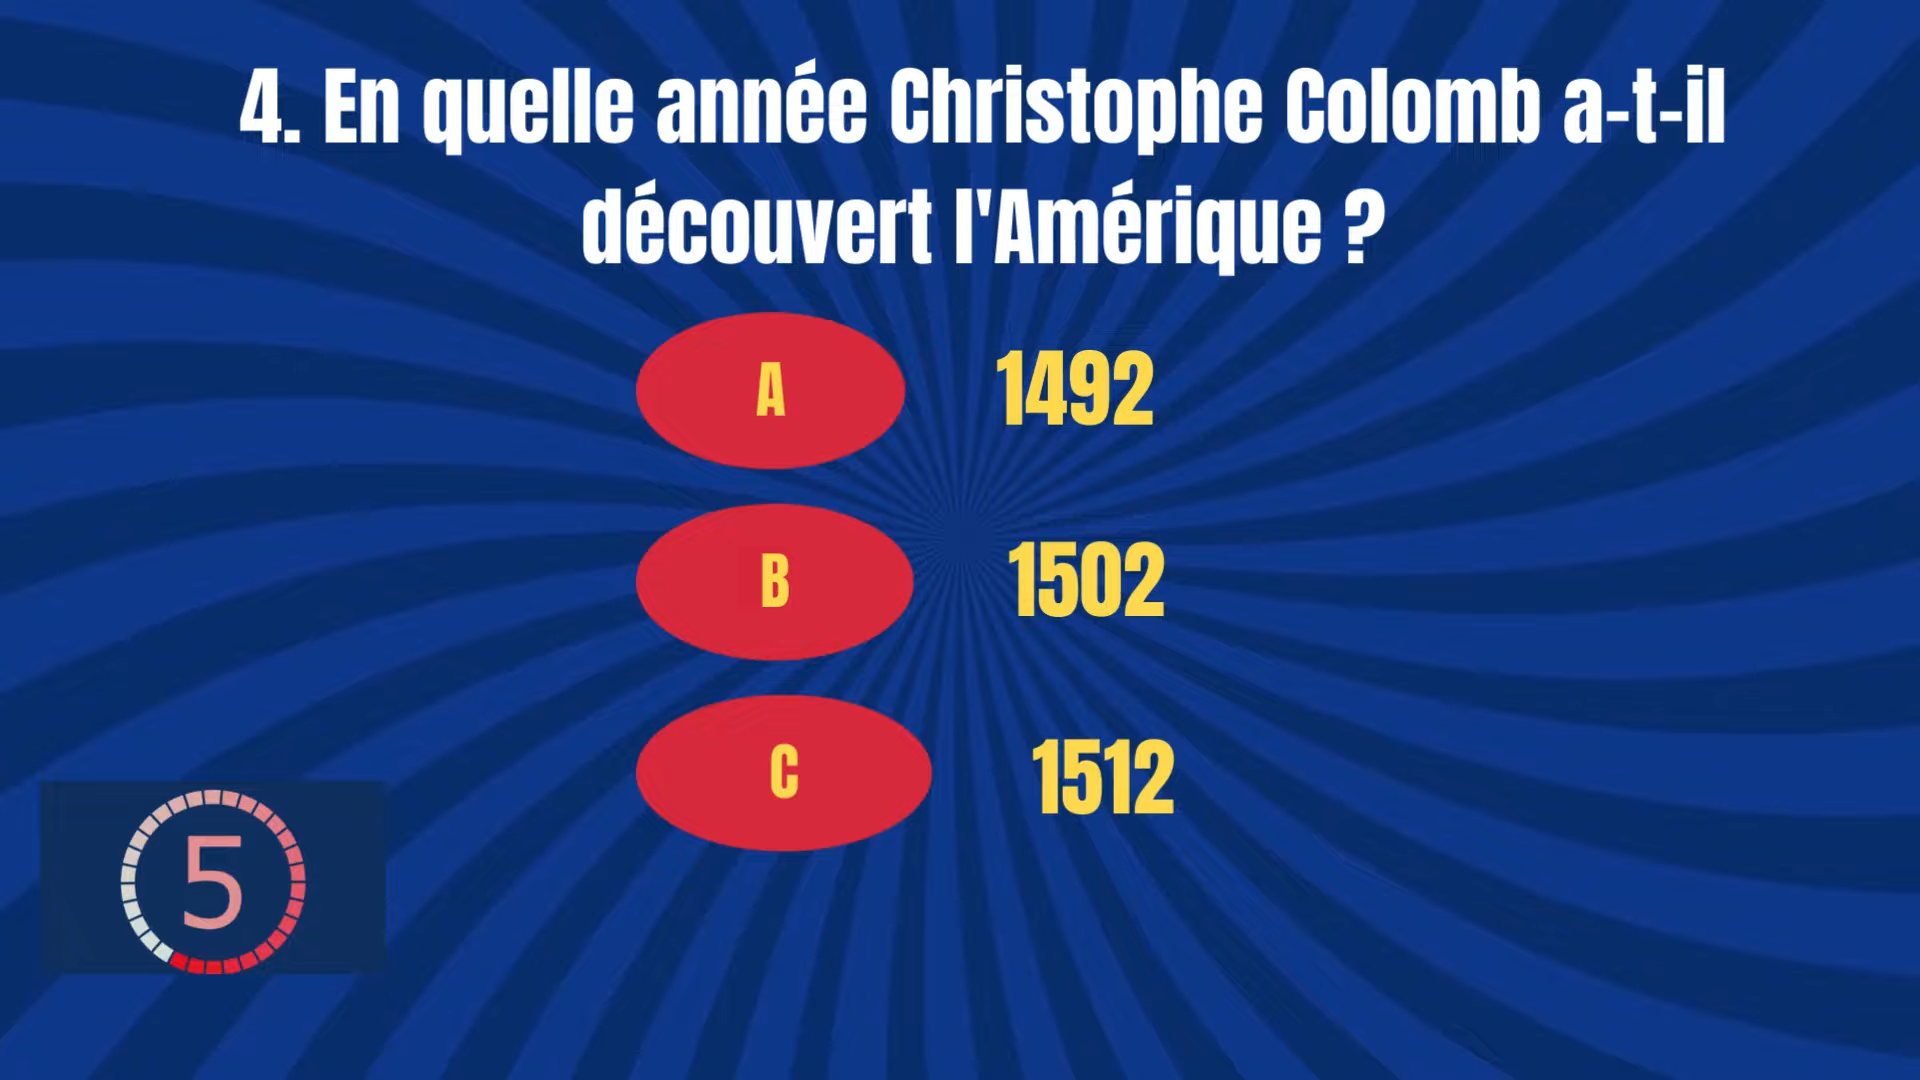 4. En quelle année Christophe Colomb a-t-il
découvert l'Amérique ?
A 1492
B 1502
C 1512
5